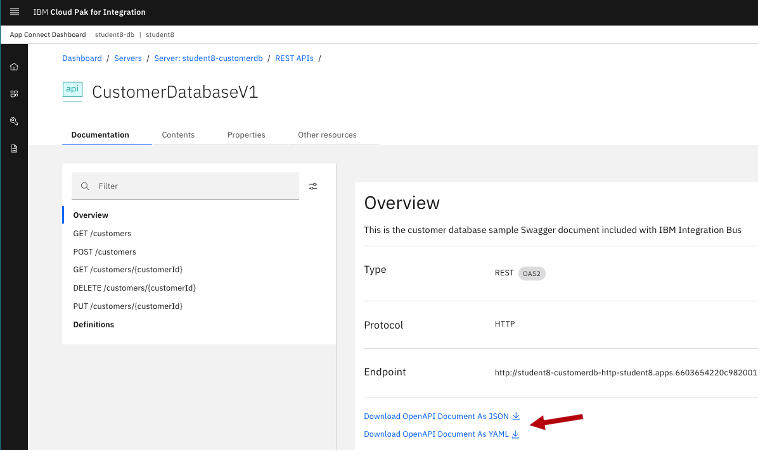 IBM Cloud Pak for Integration
App Connect Dashboard student8-db | student8
Dashboard / Servers / Server: student8-customerdb / REST APIs /
api CustomerDatabaseV1
Documentation Contents Properties Other resources
Filter
Overview
GET /customers
POST /customers
GET /customers/{customerId}
DELETE /customers/{customerId}
PUT /customers/{customerId}
Definitions
Overview
This is the customer database sample Swagger document included with IBM Integration Bus
Type REST OAS2
Protocol HTTP
Endpoint http://student8-customerdb-http-student8.apps.6603654220c982001
Download OpenAPI Document As JSON
Download OpenAPI Document As YAML